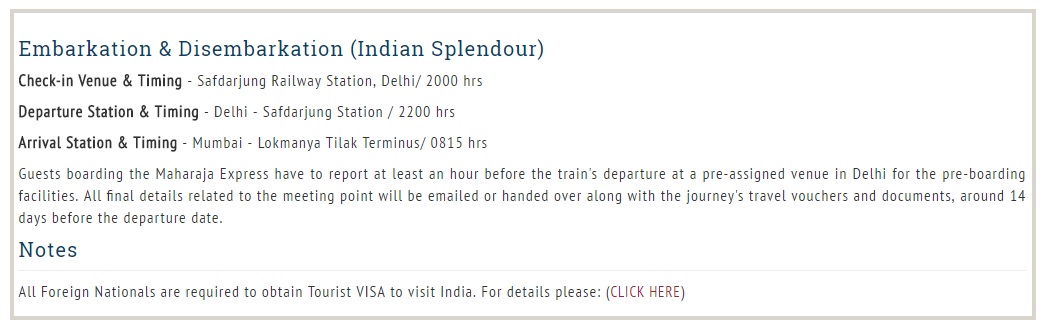 Embarkation & Disembarkation (Indian Splendour)
Check-in Venue & Timing - Safdarjung Railway Station, Delhi/ 2000 hrs
Departure Station & Timing - Delhi - Safdarjung Station / 2200 hrs
Arrival Station & Timing - Mumbai - Lokmanya Tilak Terminus/ 0815 hrs
Guests boarding the Maharaja Express have to report at least an hour before the train's departure at a pre-assigned venue in Delhi for the pre-boarding
facilities. All final details related to the meeting point will be emailed or handed over along with the journey's travel vouchers and documents, around 14
days before the departure date.
Notes
All Foreign Nationals are required to obtain Tourist VISA to visit India. For details please: (CLICK HERE)